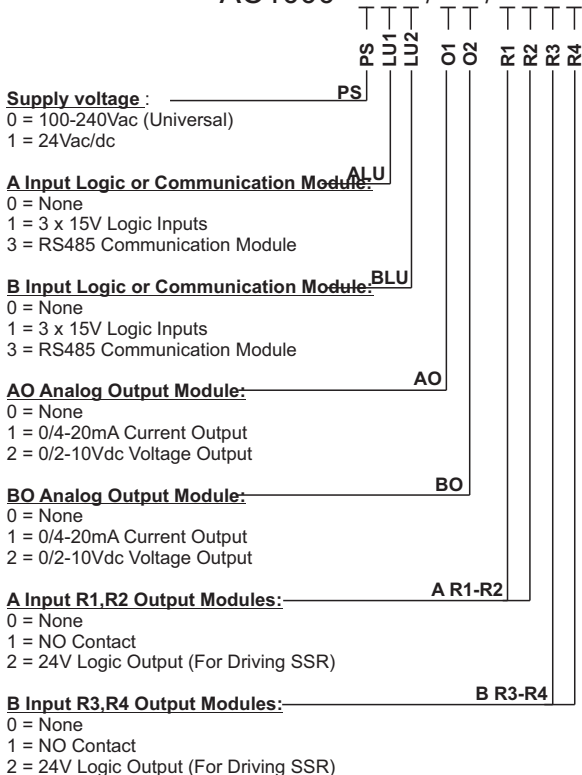 PS LU1 LU2 O1 O2 R1 R2 R3 R4
PS
Supply voltage :
0 = 100-240Vac (Universal)
1 = 24Vac/dc
ALU
A Input Logic or Communication Module:
0 = None
1 = 3 x 15V Logic Inputs
3 = RS485 Communication Module
BLU
B Input Logic or Communication Module:
0 = None
1 = 3 x 15V Logic Inputs
3 = RS485 Communication Module
AO
AO Analog Output Module:
0 = None
1 = 0/4-20mA Current Output
2 = 0/2-10Vdc Voltage Output
BO
BO Analog Output Module:
0 = None
1 = 0/4-20mA Current Output
2 = 0/2-10Vdc Voltage Output
A R1-R2
A Input R1,R2 Output Modules:
0 = None
1 = NO Contact
2 = 24V Logic Output (For Driving SSR)
B R3-R4
B Input R3,R4 Output Modules:
0 = None
1 = NO Contact
2 = 24V Logic Output (For Driving SSR)